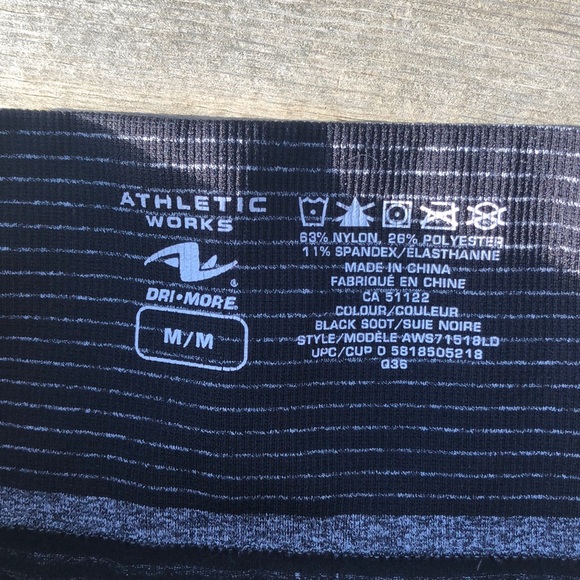 ATHLETIC
WORKS
®
DRI•MORE
M/M
63% NYLON, 26% POLYESTER
11% SPANDEX/ÉLASTHANNE
MADE IN CHINA
FABRIQUÉ EN CHINE
CA 51122
COLOUR/COULEUR
BLACK SOOT/SUIE NOIRE
STYLE/MODÈLE AWS71518LD
UPC/CUP 0 5818505218
Q36